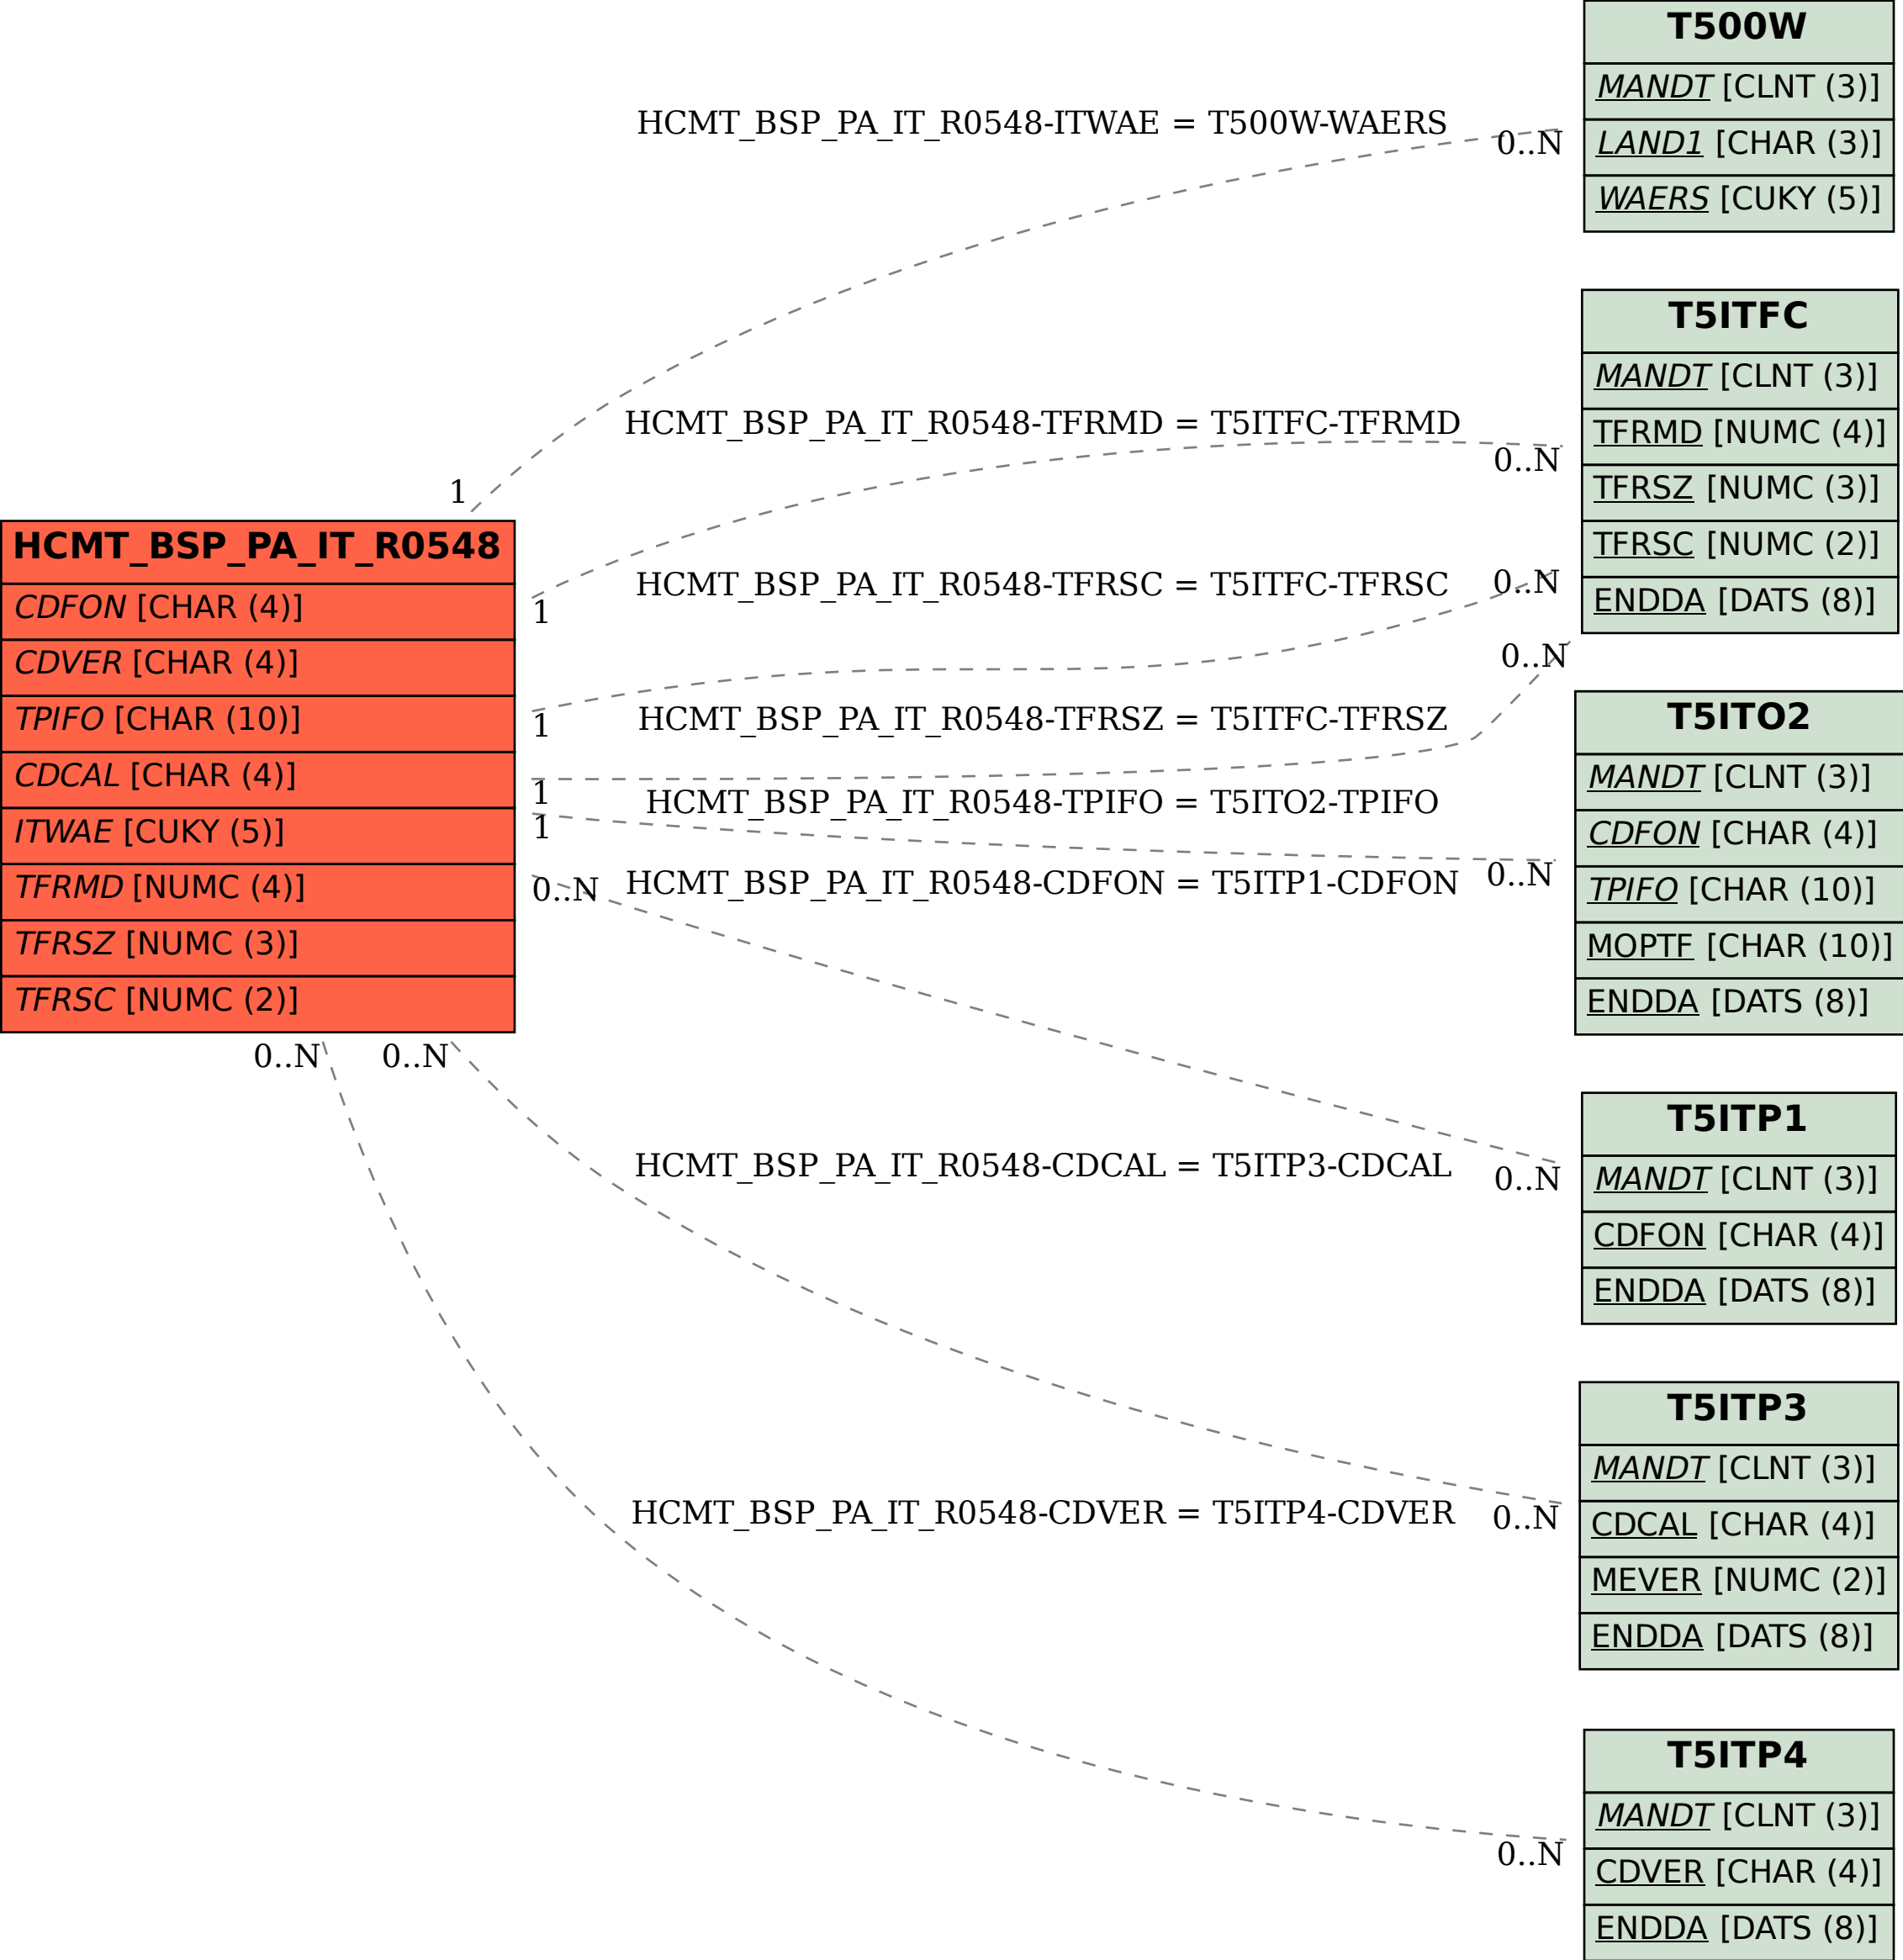 T500W
MANDT [CLNT (3)]
LAND1 [CHAR (3)]
WAERS [CUKY (5)]
HCMT_BSP_PA_IT_R0548-ITWAE = T500W-WAERS
0..N
1
T5ITFC
MANDT [CLNT (3)]
TFRMD [NUMC (4)]
TFRSZ [NUMC (3)]
TFRSC [NUMC (2)]
ENDDA [DATS (8)]
HCMT_BSP_PA_IT_R0548-TFRMD = T5ITFC-TFRMD
0..N
1
HCMT_BSP_PA_IT_R0548-TFRSC = T5ITFC-TFRSC
0..N
1
HCMT_BSP_PA_IT_R0548-TFRSZ = T5ITFC-TFRSZ
0..N
1
HCMT_BSP_PA_IT_R0548
CDFON [CHAR (4)]
CDVER [CHAR (4)]
TPIFO [CHAR (10)]
CDCAL [CHAR (4)]
ITWAE [CUKY (5)]
TFRMD [NUMC (4)]
TFRSZ [NUMC (3)]
TFRSC [NUMC (2)]
T5ITO2
MANDT [CLNT (3)]
CDFON [CHAR (4)]
TPIFO [CHAR (10)]
MOPTF [CHAR (10)]
ENDDA [DATS (8)]
HCMT_BSP_PA_IT_R0548-TPIFO = T5ITO2-TPIFO
1
0..N
HCMT_BSP_PA_IT_R0548-CDFON = T5ITP1-CDFON
0..N
0..N
T5ITP1
MANDT [CLNT (3)]
CDFON [CHAR (4)]
ENDDA [DATS (8)]
0..N
0..N
HCMT_BSP_PA_IT_R0548-CDCAL = T5ITP3-CDCAL
0..N
T5ITP3
MANDT [CLNT (3)]
CDCAL [CHAR (4)]
MEVER [NUMC (2)]
ENDDA [DATS (8)]
HCMT_BSP_PA_IT_R0548-CDVER = T5ITP4-CDVER
0..N
T5ITP4
MANDT [CLNT (3)]
CDVER [CHAR (4)]
ENDDA [DATS (8)]